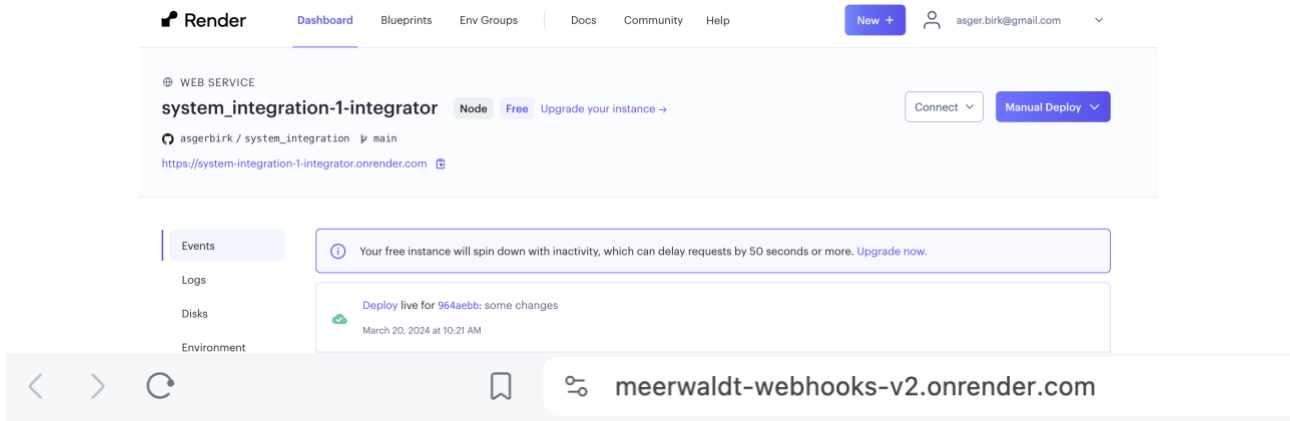 Render Dashboard Blueprints Env Groups Docs Community Help New + asger.birk@gmail.com
WEB SERVICE
system_integration-1-integrator Node Free Upgrade your instance → Connect Manual Deploy
asgerbirk / system_integration main
https://system-integration-1-integrator.onrender.com
Events
Your free instance will spin down with inactivity, which can delay requests by 50 seconds or more. Upgrade now.
Logs
Deploy live for 964aebb: some changes
Disks
March 20, 2024 at 10:21 AM
Environment
meerwaldt-webhooks-v2.onrender.com